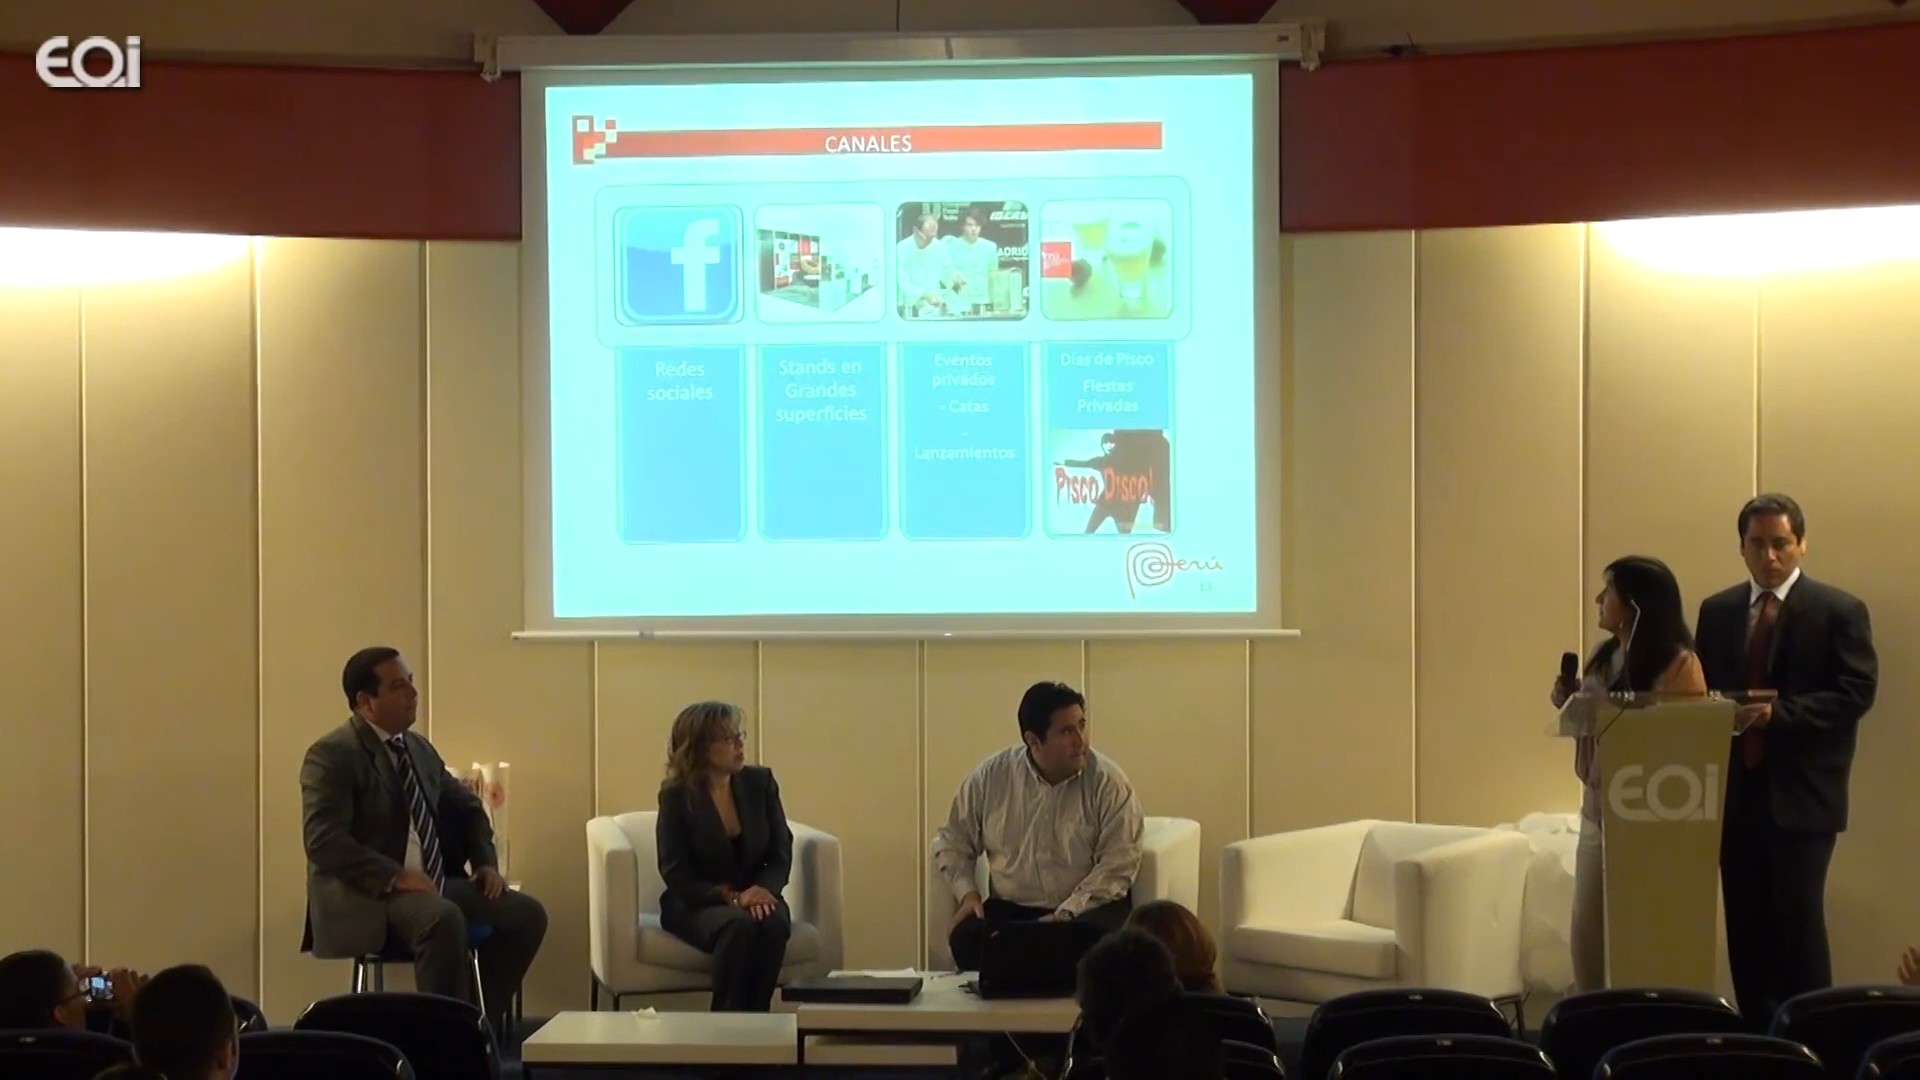 EOI
CANALES
Redes
sociales
Stands en
Grandes
superficies
Eventos
privados
- Catas
-
Lanzamientos
Días de Pisco
Fiestas
Privadas
Pisco Disco!
Perú
13
EOI